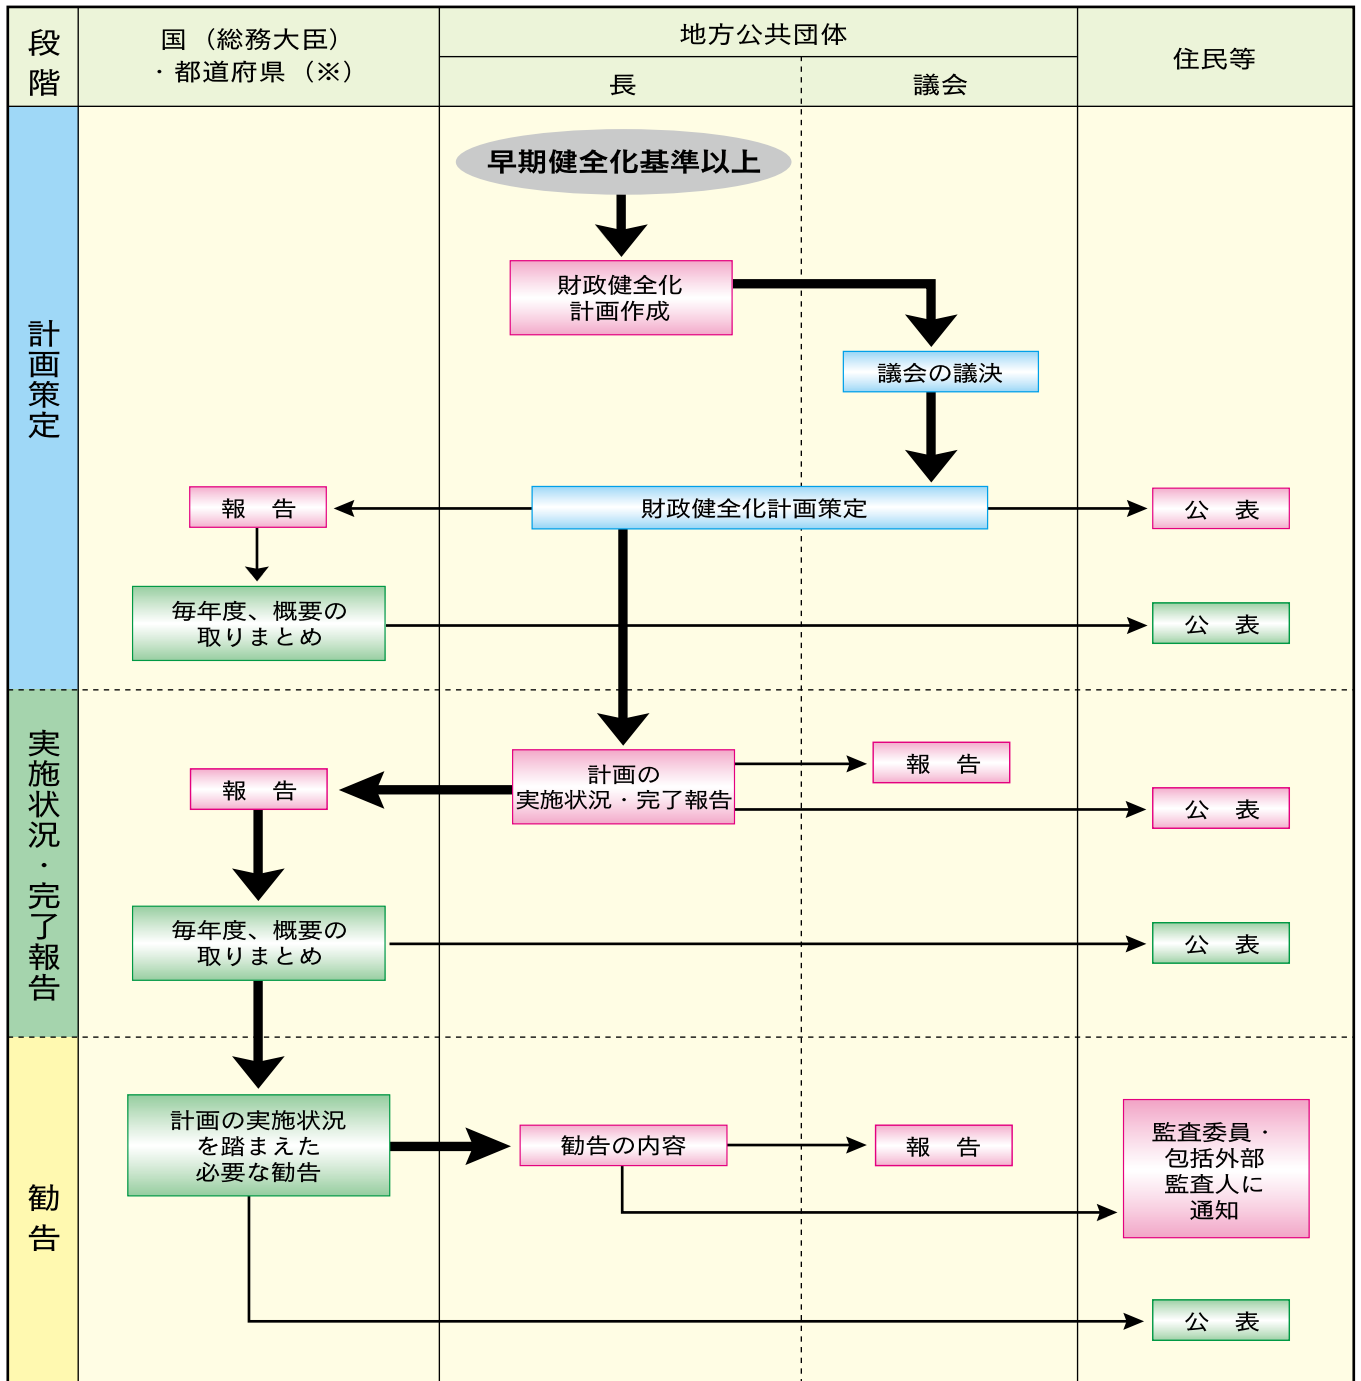 段
階
国（総務大臣）
・都道府県（※）
地方公共団体
長
議会
住民等
計画策定
早期健全化基準以上
財政健全化
計画作成
議会の議決
報　告
財政健全化計画策定
公　表
毎年度、概要の
取りまとめ
公　表
実施状況・完了報告
報　告
計画の
実施状況・完了報告
報　告
公　表
毎年度、概要の
取りまとめ
公　表
勧告
計画の実施状況
を踏まえた
必要な勧告
勧告の内容
報　告
監査委員・
包括外部
監査人に
通知
公　表